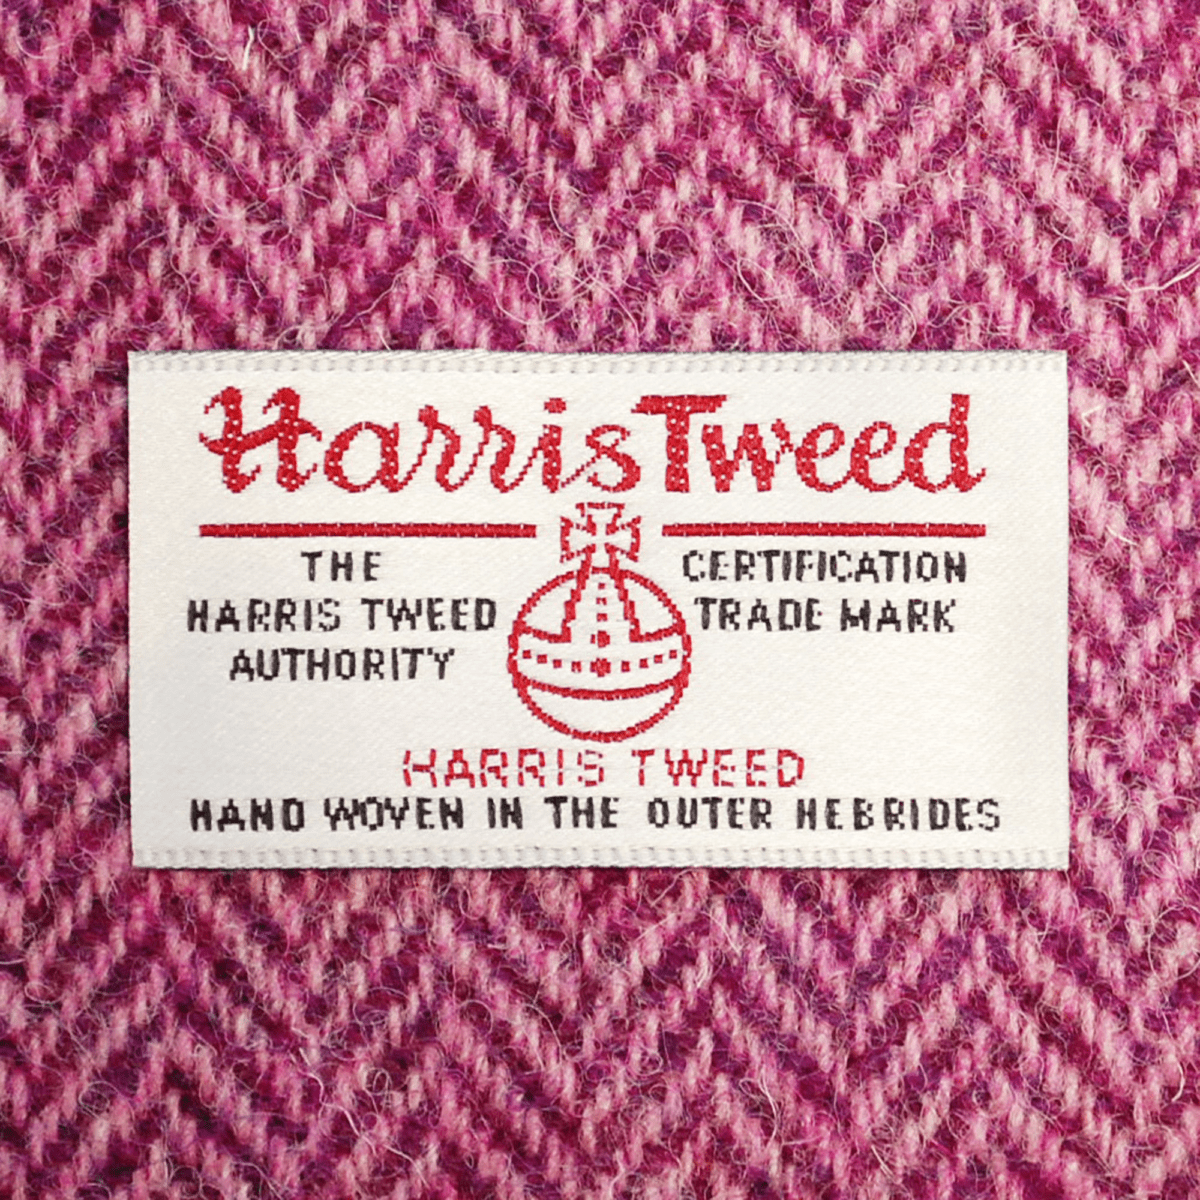 Harris Tweed
THE
HARRIS TWEED
AUTHORITY
CERTIFICATION
TRADE MARK
HARRIS TWEED
HAND WOVEN IN THE OUTER HEBRIDES